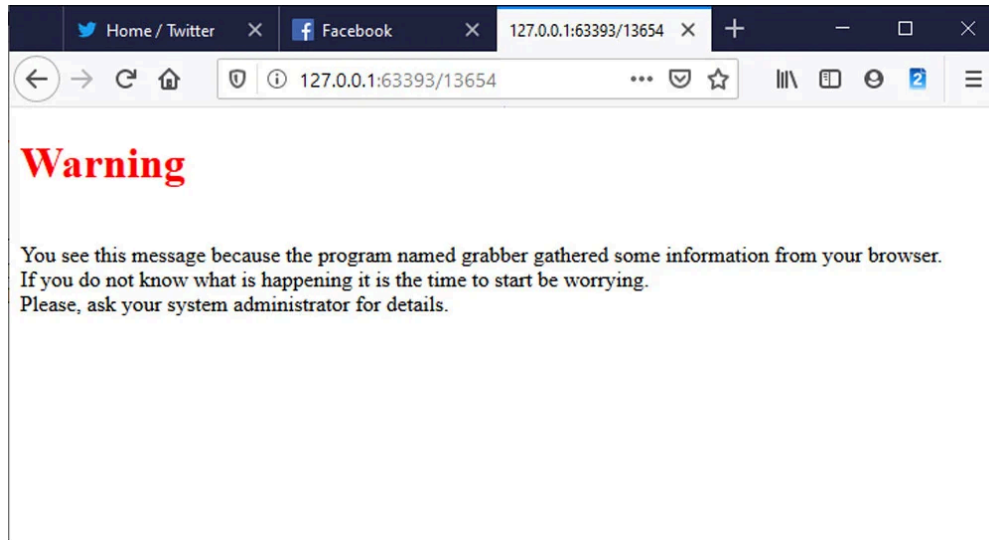 Home / Twitter
Facebook
127.0.0.1:63393/13654
127.0.0.1:63393/13654
2
Warning
You see this message because the program named grabber gathered some information from your browser.
If you do not know what is happening it is the time to start be worrying.
Please, ask your system administrator for details.